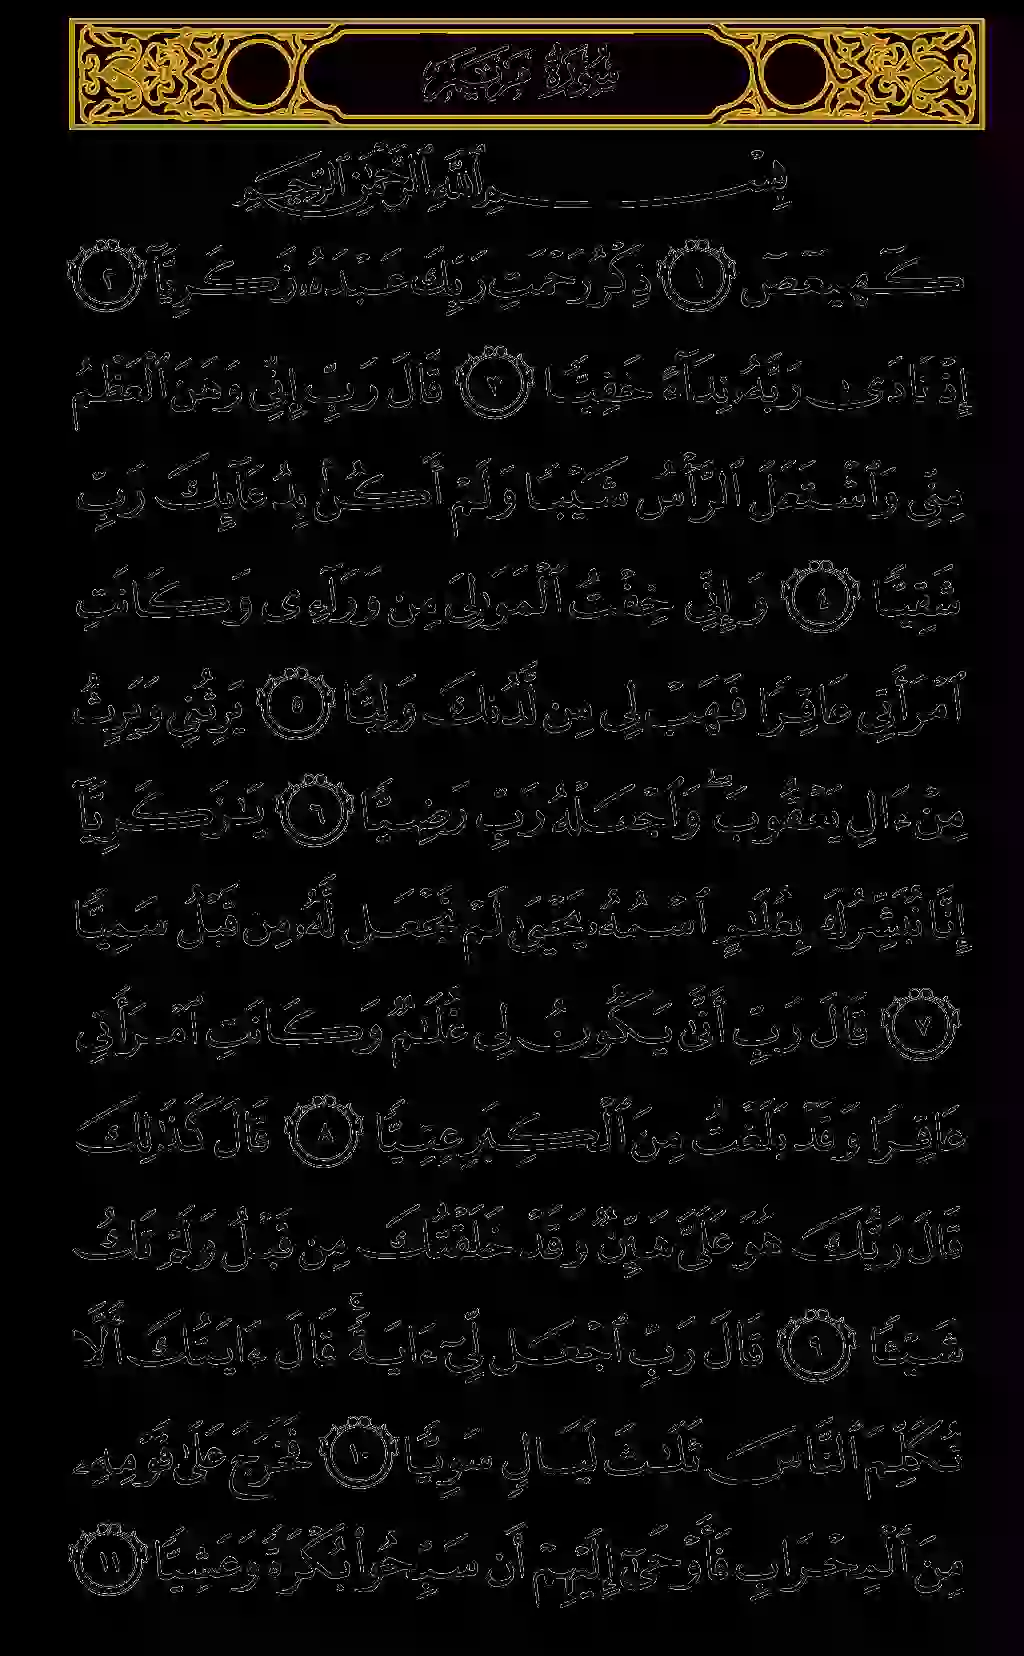 سُورَةُ مَرْيَمَ
بِسْمِ ٱللَّهِ ٱلرَّحْمَٰنِ ٱلرَّحِيمِ
كٓهيعٓصٓ ١ ذِكْرُ رَحْمَتِ رَبِّكَ عَبْدَهُۥ زَكَرِيَّآ ٢
إِذْ نَادَىٰ رَبَّهُۥ نِدَآءً خَفِيًّا ٣ قَالَ رَبِّ إِنِّى وَهَنَ ٱلْعَظْمُ
مِنِّى وَٱشْتَعَلَ ٱلرَّأْسُ شَيْبًا وَلَمْ أَكُنۢ بِدُعَآئِكَ رَبِّ
شَقِيًّا ٤ وَإِنِّى خِفْتُ ٱلْمَوَٰلِىَ مِن وَرَآءِى وَكَانَتِ
ٱمْرَأَتِى عَاقِرًا فَهَبْ لِى مِن لَّدُنكَ وَلِيًّا ٥ يَرِثُنِى وَيَرِثُ
مِنْ ءَالِ يَعْقُوبَ ۖ وَٱجْعَلْهُ رَبِّ رَضِيًّا ٦ يَٰزَكَرِيَّآ
إِنَّا نُبَشِّرُكَ بِغُلَٰمٍ ٱسْمُهُۥ يَحْيَىٰ لَمْ نَجْعَل لَّهُۥ مِن قَبْلُ سَمِيًّا
٧ قَالَ رَبِّ أَنَّىٰ يَكُونُ لِى غُلَٰمٌ وَكَانَتِ ٱمْرَأَتِى
عَاقِرًا وَقَدْ بَلَغْتُ مِنَ ٱلْكِبَرِ عِتِيًّا ٨ قَالَ كَذَٰلِكَ
قَالَ رَبُّكَ هُوَ عَلَىَّ هَيِّنٌ وَقَدْ خَلَقْتُكَ مِن قَبْلُ وَلَمْ تَكُ
شَيْـًٔا ٩ قَالَ رَبِّ ٱجْعَل لِّىٓ ءَايَةً ۚ قَالَ ءَايَتُكَ أَلَّا
تُكَلِّمَ ٱلنَّاسَ ثَلَٰثَ لَيَالٍ سَوِيًّا ١٠ فَخَرَجَ عَلَىٰ قَوْمِهِۦ
مِنَ ٱلْمِحْرَابِ فَأَوْحَىٰٓ إِلَيْهِمْ أَن سَبِّحُوا۟ بُكْرَةً وَعَشِيًّا ١١